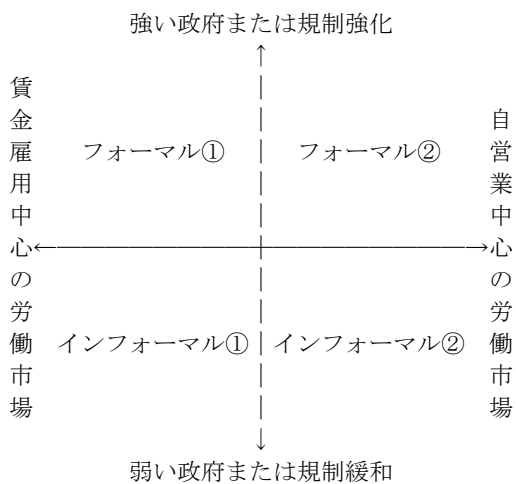 強い政府または規制強化
賃金雇用中心の労働市場
フォーマル① フォーマル②
自営業中心の労働市場
インフォーマル① インフォーマル②
弱い政府または規制緩和